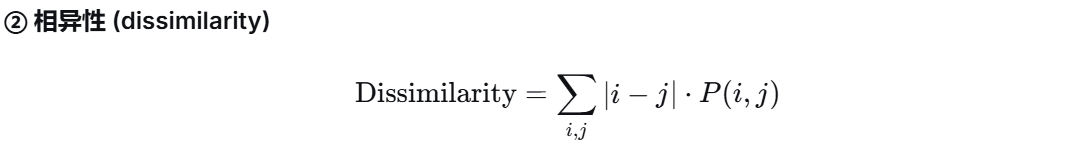 ② 相异性 (dissimilarity)
Dissimilarity = ∑ |i − j| · P(i, j)
i,j